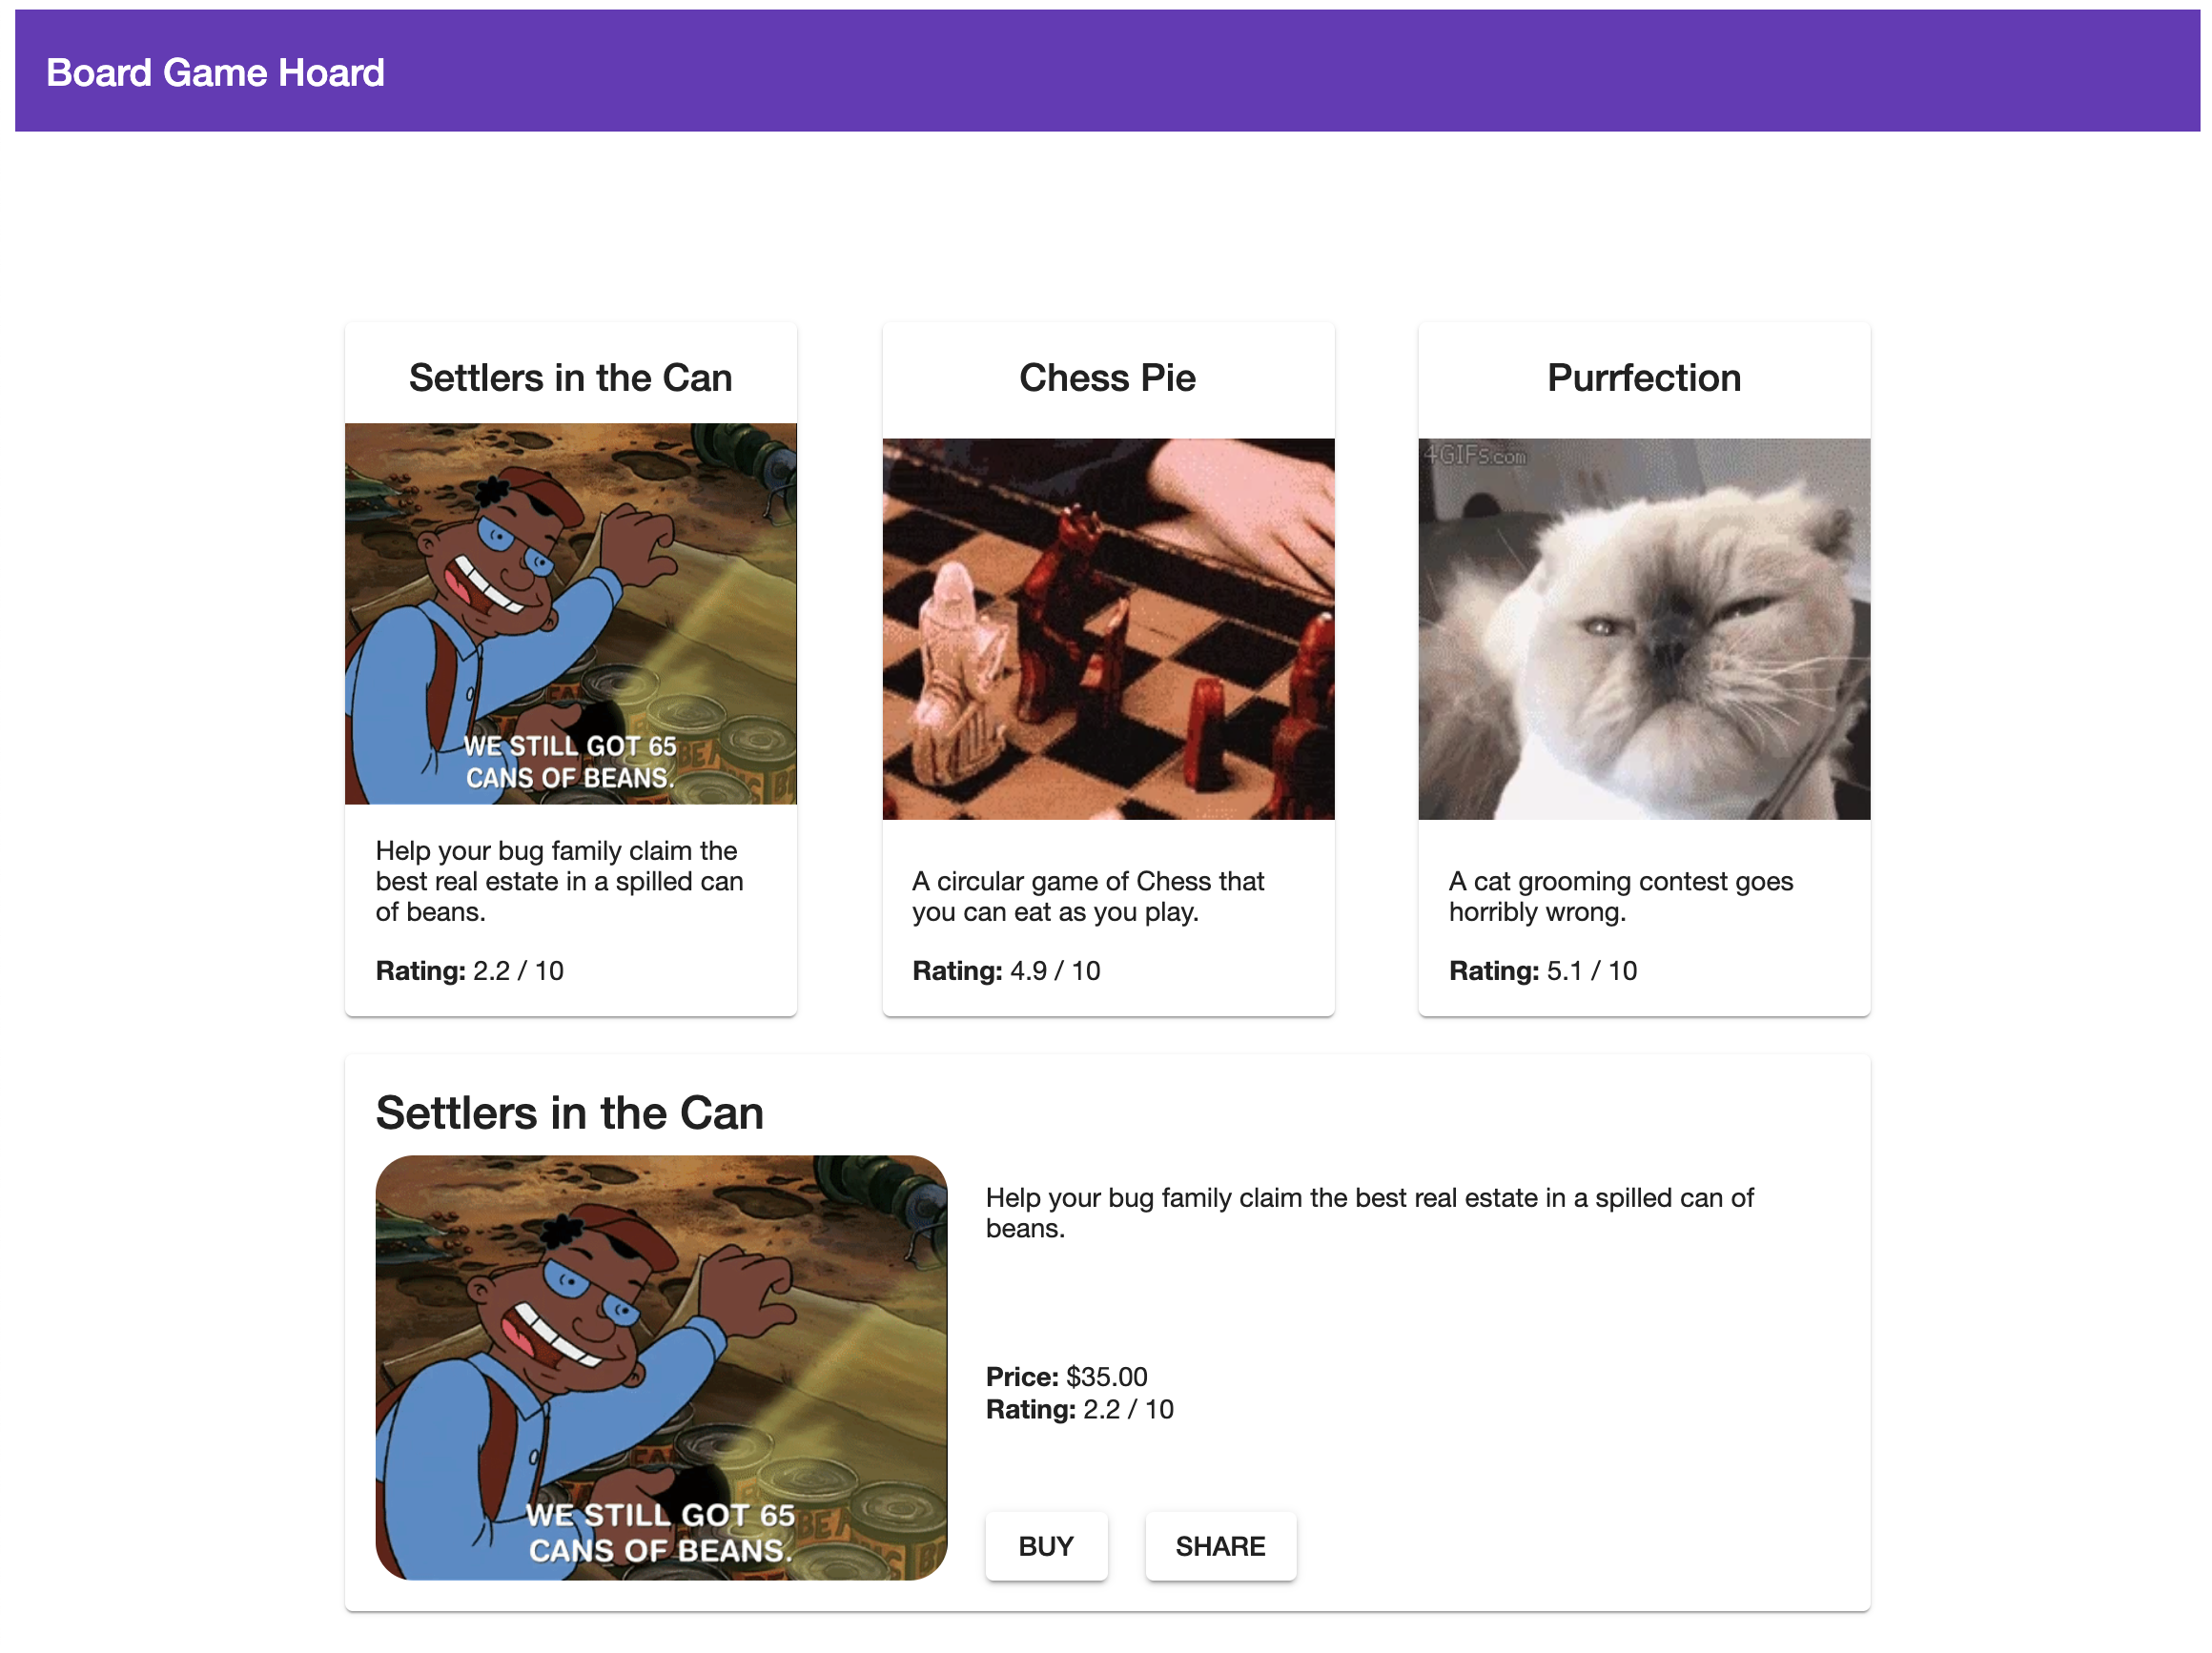 Board Game Hoard
Settlers in the Can
Chess Pie
Purrfection
WE STILL GOT 65
CANS OF BEANS.
4GIFs.com
Help your bug family claim the
best real estate in a spilled can
of beans.
Rating: 2.2 / 10
A circular game of Chess that
you can eat as you play.
Rating: 4.9 / 10
A cat grooming contest goes
horribly wrong.
Rating: 5.1 / 10
Settlers in the Can
WE STILL GOT 65
CANS OF BEANS.
Help your bug family claim the best real estate in a spilled can of
beans.
Price: $35.00
Rating: 2.2 / 10
BUY
SHARE